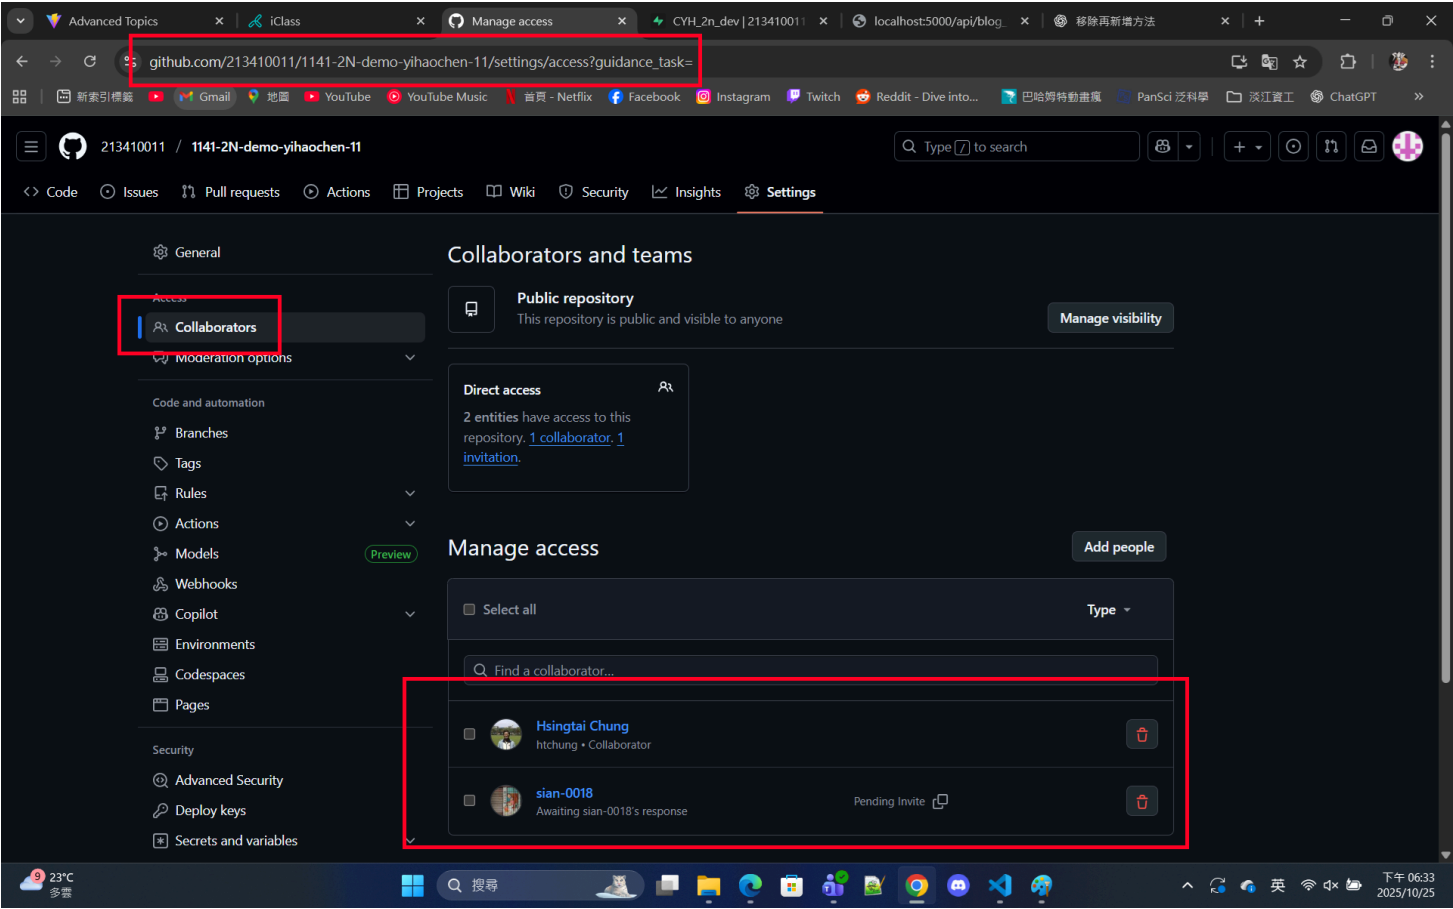 Advanced Topics
iClass
Manage access
CYH_2n_dev | 213410011
localhost:5000/api/blog_
移除再新增方法
github.com/213410011/1141-2N-demo-yihaochen-11/settings/access?guidance_task=
新索引標籤
Gmail
地圖
YouTube
YouTube Music
首頁 - Netflix
Facebook
Instagram
Twitch
Reddit - Dive into...
巴哈姆特動畫瘋
PanSci 泛科學
淡江資工
ChatGPT
213410011 / 1141-2N-demo-yihaochen-11
Type / to search
Code
Issues
Pull requests
Actions
Projects
Wiki
Security
Insights
Settings
General
Access
Collaborators
Moderation options
Code and automation
Branches
Tags
Rules
Actions
Models
Preview
Webhooks
Copilot
Environments
Codespaces
Pages
Security
Advanced Security
Deploy keys
Secrets and variables
Collaborators and teams
Public repository
This repository is public and visible to anyone
Manage visibility
Direct access
2 entities have access to this
repository. 1 collaborator. 1
invitation.
Manage access
Add people
Select all
Type
Find a collaborator...
Hsingtai Chung
htchung • Collaborator
sian-0018
Awaiting sian-0018's response
Pending Invite
9
23°C
多雲
搜尋
英
下午 06:33
2025/10/25